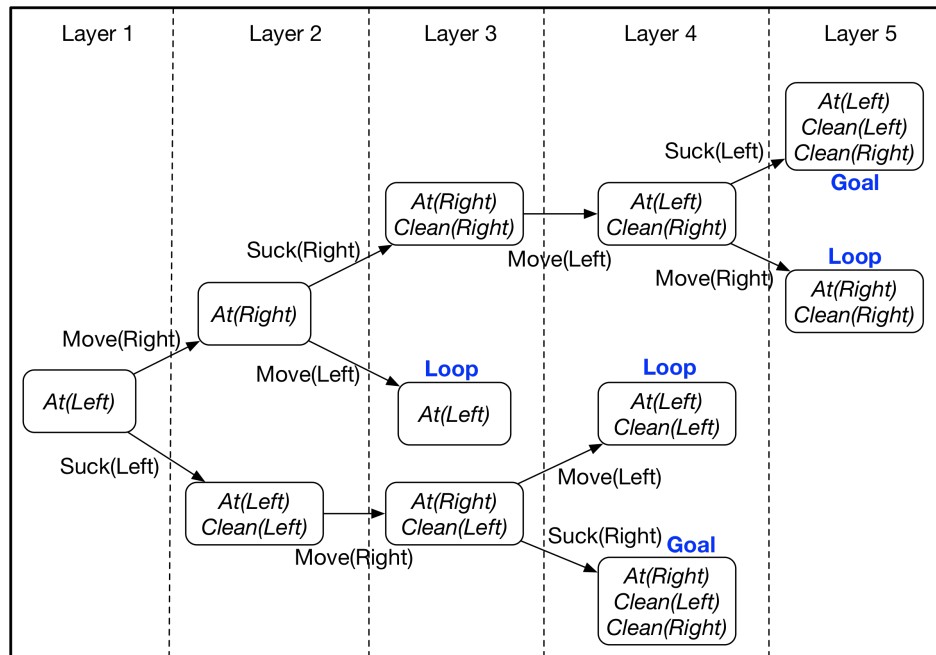 Layer 1
Layer 2
Layer 3
Layer 4
Layer 5
At(Left)
Clean(Left)
Clean(Right)
Goal
Suck(Left)
At(Right)
Clean(Right)
At(Left)
Clean(Right)
Move(Left)
Suck(Right)
Move(Right)
Loop
At(Right)
Clean(Right)
At(Right)
Move(Right)
Move(Left)
Loop
At(Left)
Loop
At(Left)
Clean(Left)
At(Left)
Suck(Left)
Move(Left)
At(Left)
Clean(Left)
At(Right)
Clean(Left)
Move(Right)
Suck(Right)
Goal
At(Right)
Clean(Left)
Clean(Right)